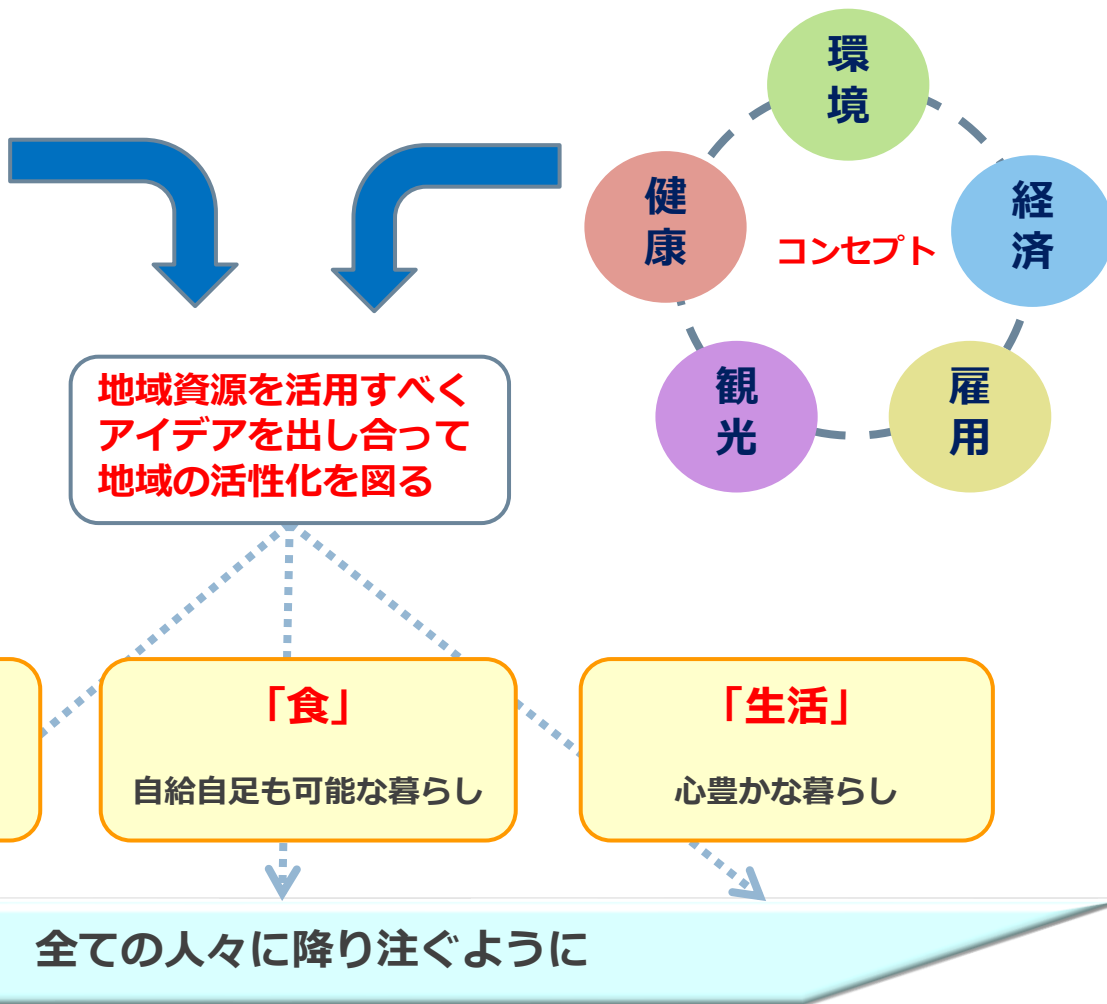 環
境
健
康
経
済
コンセプト
観
光
雇
用
地域資源を活用すべく
アイデアを出し合って
地域の活性化を図る
「食」
自給自足も可能な暮らし
「生活」
心豊かな暮らし
全ての人々に降り注ぐように